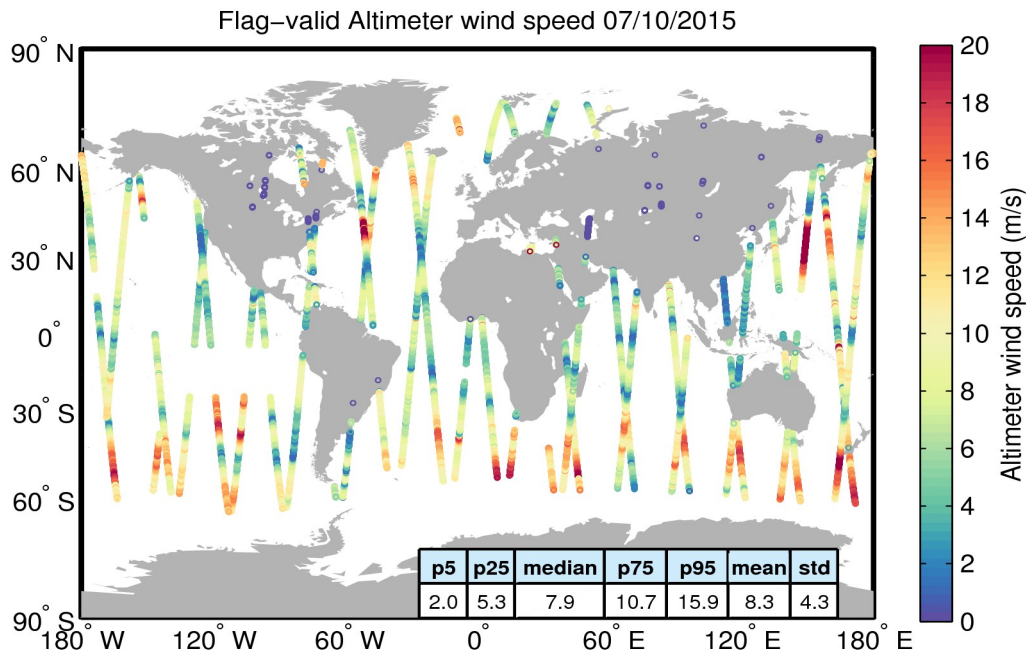 Flag−valid Altimeter wind speed 07/10/2015
90° N
60° N
30° N
0°
30° S
60° S
90° S
180° W
120° W
60° W
0°
60° E
120° E
180° E
p5 p25 median p75 p95 mean std
2.0 5.3 7.9 10.7 15.9 8.3 4.3
20
18
16
14
12
10
8
6
4
2
0
Altimeter wind speed (m/s)